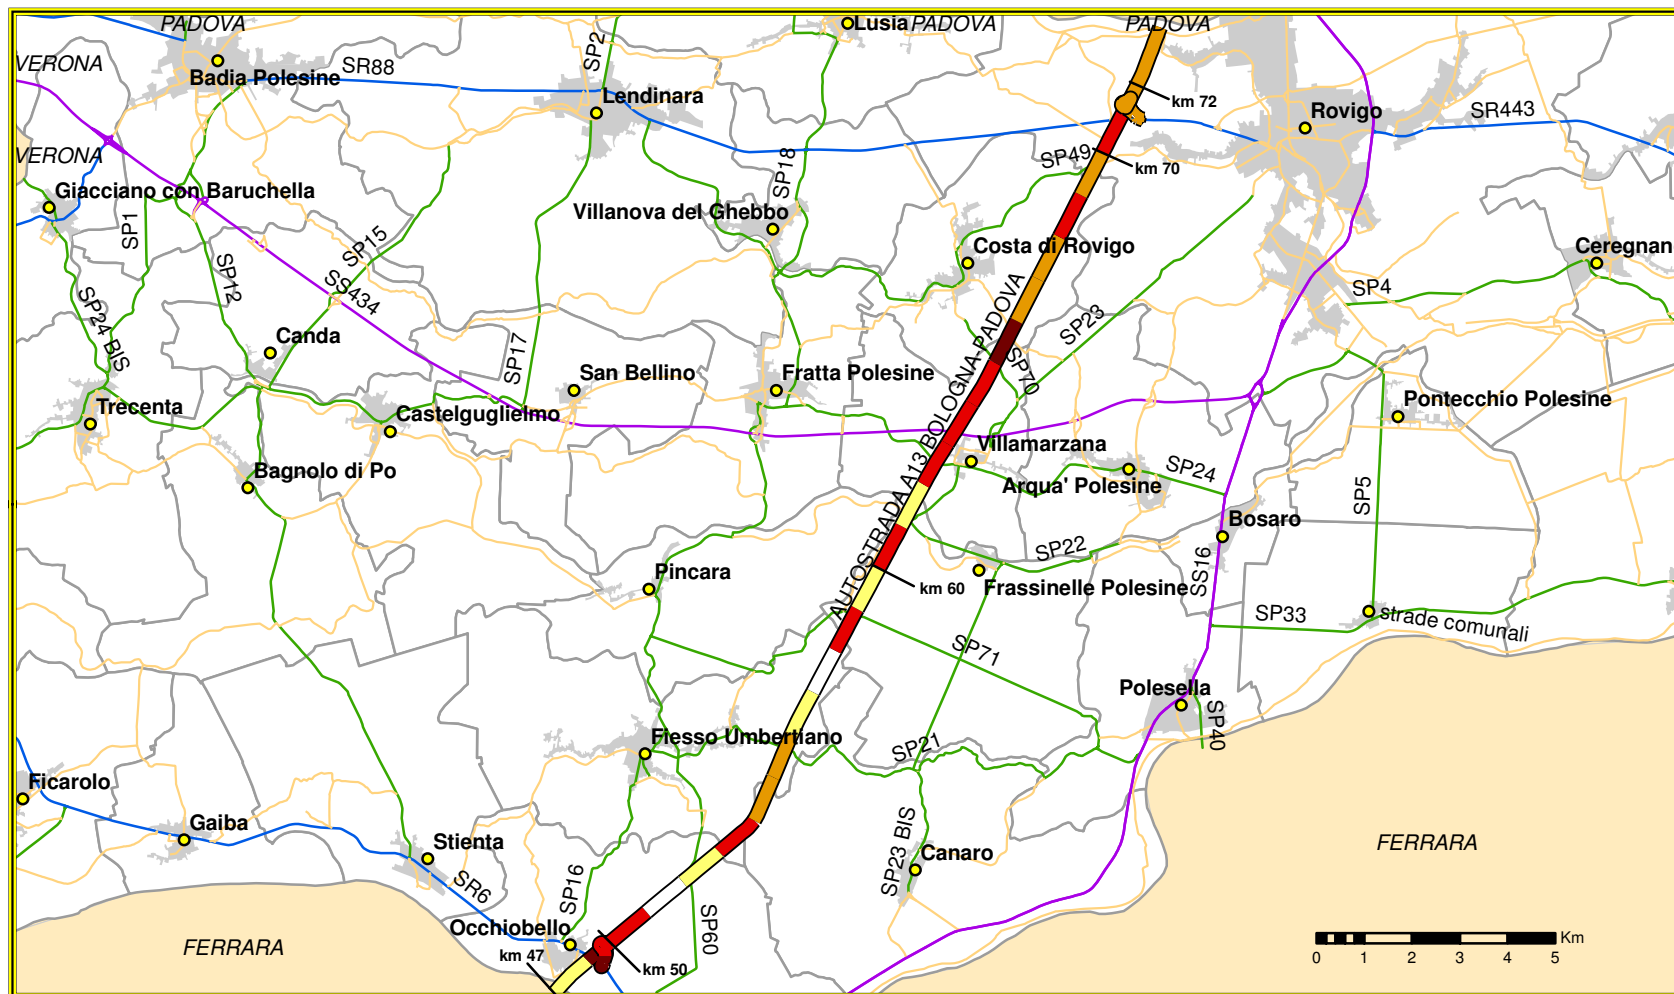 PADOVA
Lusia
PADOVA
PADOVA
VERONA
Badia Polesine
SR88
SP2
Lendinara
km 72
Rovigo
SR443
VERONA
SP49
km 70
SP18
Giacciano con Baruchella
SP1
Villanova del Ghebbo
SP15
Costa di Rovigo
Ceregnan
SP12
SS434
SP4
SP24 BIS
SP23
Canda
SP17
San Bellino
Fratta Polesine
SP70
Trecenta
Castelguglielmo
Pontecchio Polesine
AUTOSTRADA A13 BOLOGNA-PADOVA
Villamarzana
Bagnolo di Po
Arqua' Polesine
SP24
SP5
Bosaro
SP22
Pincara
km 60
Frassinelle Polesine
SS16
SP33
strade comunali
SP71
Polesella
SP40
Fiesso Umbertiano
SP21
Ficarolo
Gaiba
Stienta
SP23 BIS
Canaro
FERRARA
SR6
SP16
Occhiobello
SP60
FERRARA
km 47
km 50
Km
0 1 2 3 4 5